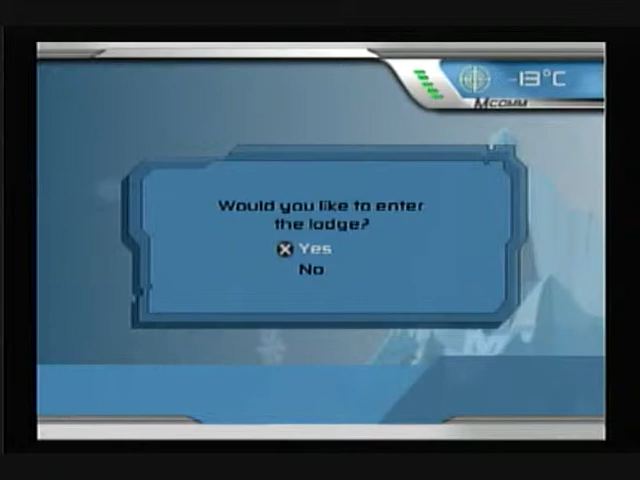 -13°C
MCOMM
Would you like to enter
the lodge?
Yes
No